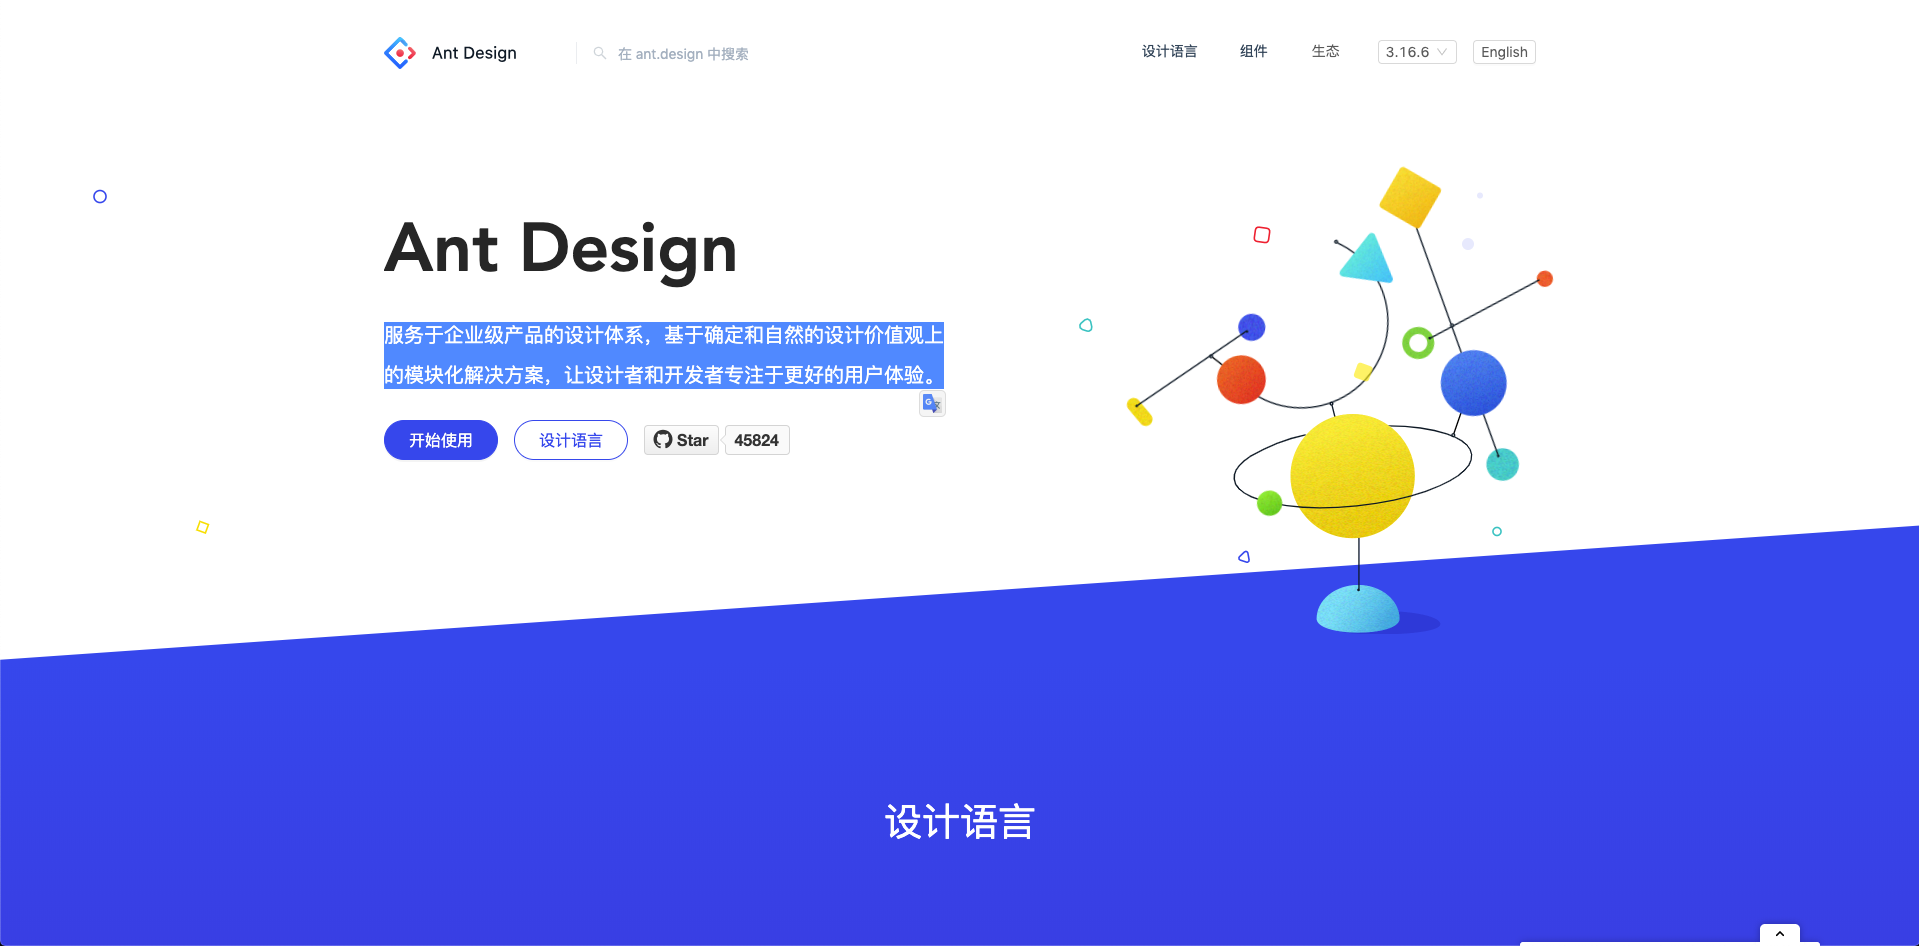 Ant Design
在 ant.design 中搜索
设计语言
组件
生态
3.16.6
English
Ant Design
服务于企业级产品的设计体系，基于确定和自然的设计价值观上
的模块化解决方案，让设计者和开发者专注于更好的用户体验。
开始使用
设计语言
Star
45824
设计语言